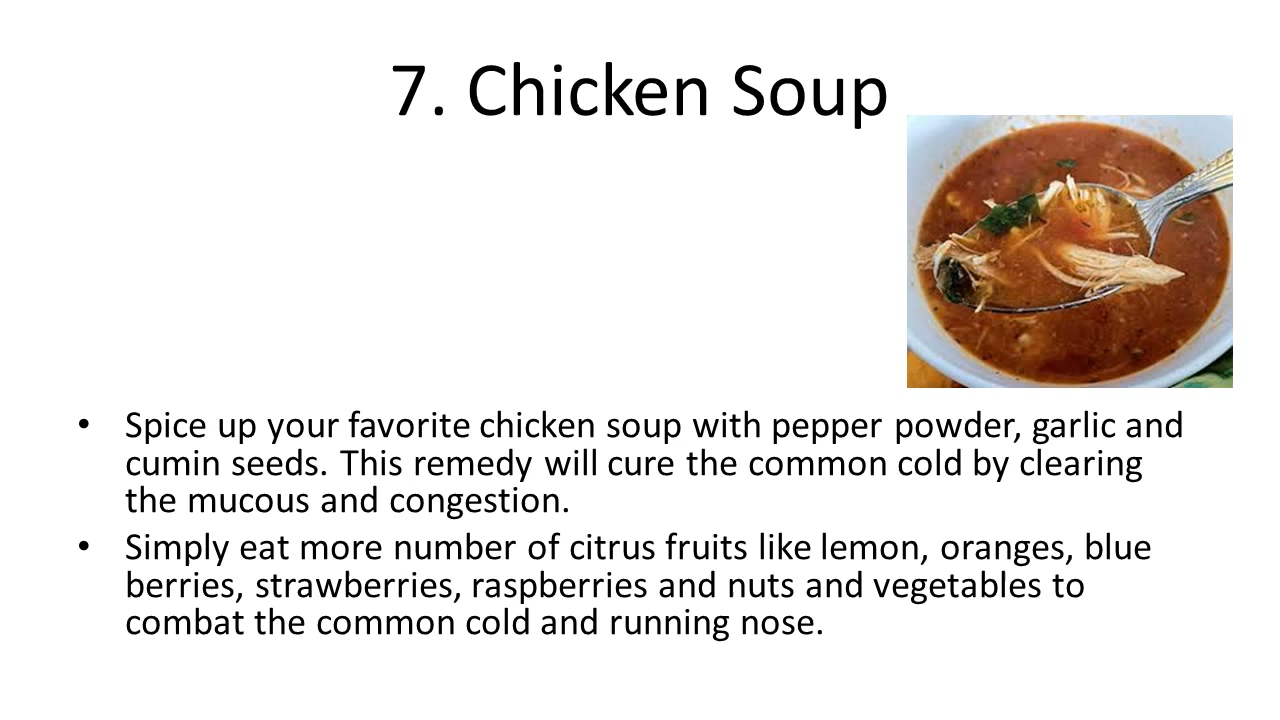 7. Chicken Soup
• Spice up your favorite chicken soup with pepper powder, garlic and
cumin seeds. This remedy will cure the common cold by clearing
the mucous and congestion.
• Simply eat more number of citrus fruits like lemon, oranges, blue
berries, strawberries, raspberries and nuts and vegetables to
combat the common cold and running nose.